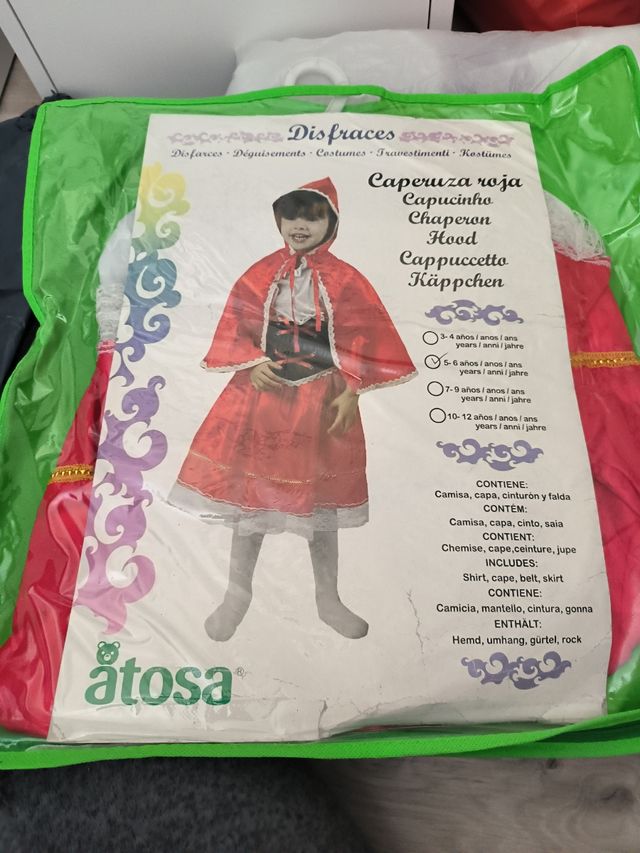 Disfraces
Disfarces · Déguisements · Costumes · Travestimenti · Kostümes
Caperuza roja
Capucinho
Chaperon
Hood
Cappuccetto
Käppchen
3- 4 años / anos / ans
years / anni / jahre
5- 6 años / anos / ans
years / anni / jahre
7- 9 años / anos / ans
years / anni / jahre
10- 12 años / anos / ans
years / anni / jahre
CONTIENE:
Camisa, capa, cinturòn y falda
CONTÉM:
Camisa, capa, cinto, saia
CONTIENT:
Chemise, cape,ceinture, jupe
INCLUDES:
Shirt, cape, belt, skirt
CONTIENE:
Camicia, mantello, cintura, gonna
ENTHÀLT:
Hemd, umhang, gürtel, rock
atosa®